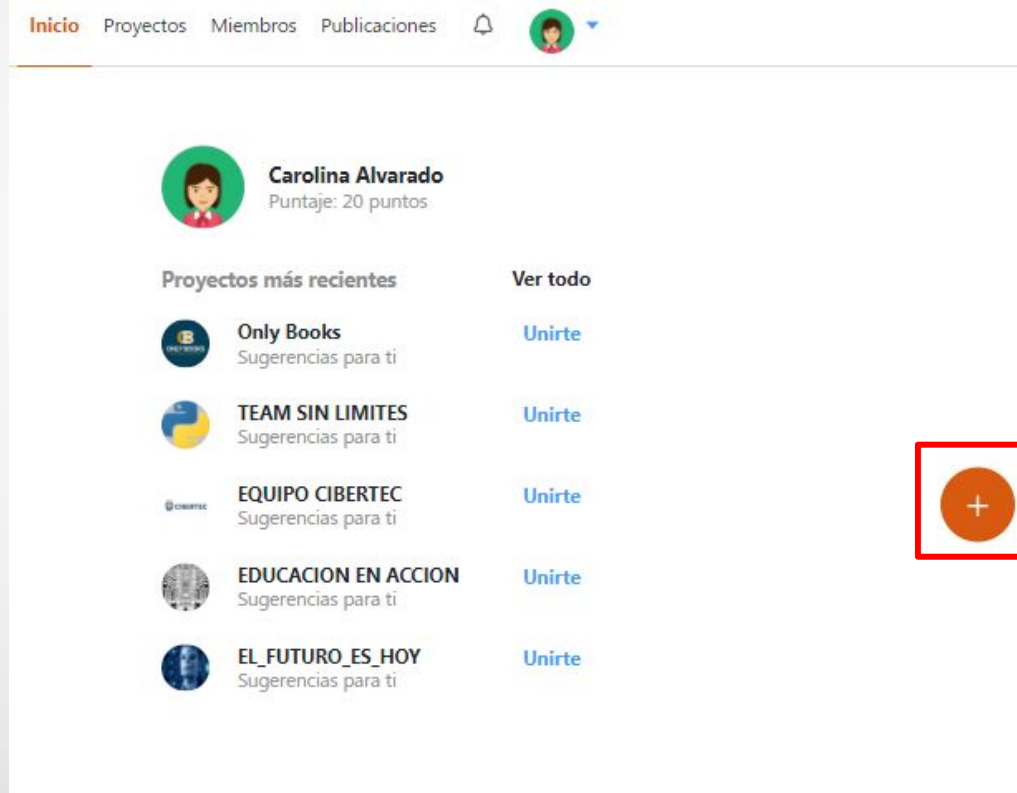 Inicio Proyectos Miembros Publicaciones
Carolina Alvarado
Puntaje: 20 puntos
Proyectos más recientes Ver todo
Only Books Unirte
Sugerencias para ti
TEAM SIN LIMITES Unirte
Sugerencias para ti
CIBERTEC
EQUIPO CIBERTEC Unirte
Sugerencias para ti
EDUCACION EN ACCION Unirte
Sugerencias para ti
EL_FUTURO_ES_HOY Unirte
Sugerencias para ti
+